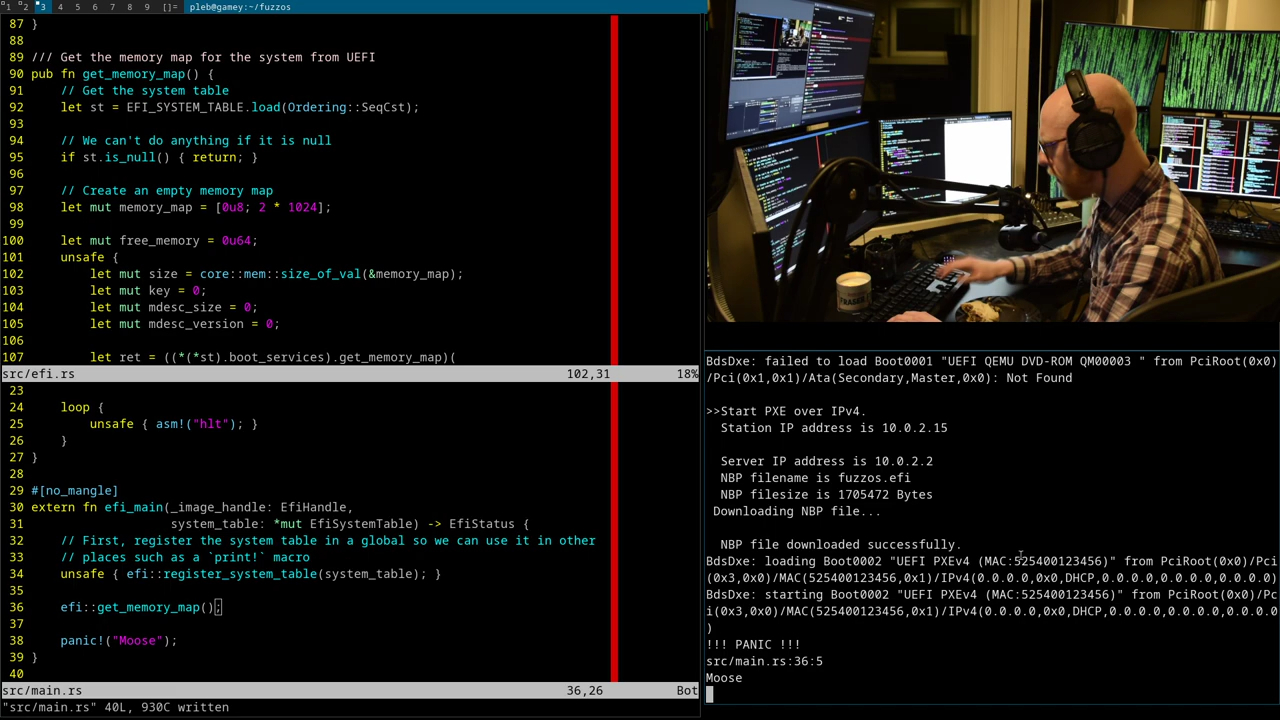 1 2 3 4 5 6 7 8 9 []= pleb@gamey:~/fuzzos
87 }
88
89 /// Get the memory map for the system from UEFI
90 pub fn get_memory_map() {
91     // Get the system table
92     let st = EFI_SYSTEM_TABLE.load(Ordering::SeqCst);
93
94     // We can't do anything if it is null
95     if st.is_null() { return; }
96
97     // Create an empty memory map
98     let mut memory_map = [0u8; 2 * 1024];
99
100     let mut free_memory = 0u64;
101     unsafe {
102         let mut size = core::mem::size_of_val(&memory_map);
103         let mut key = 0;
104         let mut mdesc_size = 0;
105         let mut mdesc_version = 0;
106
107         let ret = ((*(*st).boot_services).get_memory_map)(
src/efi.rs 102,31 18%
23
24     loop {
25         unsafe { asm!("hlt"); }
26     }
27 }
28
29 #[no_mangle]
30 extern fn efi_main(_image_handle: EfiHandle,
31                    system_table: *mut EfiSystemTable) -> EfiStatus {
32     // First, register the system table in a global so we can use it in other
33     // places such as a `print!` macro
34     unsafe { efi::register_system_table(system_table); }
35
36     efi::get_memory_map();
37
38     panic!("Moose");
39 }
40
src/main.rs 36,26 Bot
"src/main.rs" 40L, 930C written
BdsDxe: failed to load Boot0001 "UEFI QEMU DVD-ROM QM00003 " from PciRoot(0x0)
/Pci(0x1,0x1)/Ata(Secondary,Master,0x0): Not Found
>>Start PXE over IPv4.
  Station IP address is 10.0.2.15
  Server IP address is 10.0.2.2
  NBP filename is fuzzos.efi
  NBP filesize is 1705472 Bytes
 Downloading NBP file...
  NBP file downloaded successfully.
BdsDxe: loading Boot0002 "UEFI PXEv4 (MAC:525400123456)" from PciRoot(0x0)/Pci
(0x3,0x0)/MAC(525400123456,0x1)/IPv4(0.0.0.0,0x0,DHCP,0.0.0.0,0.0.0.0,0.0.0.0)
BdsDxe: starting Boot0002 "UEFI PXEv4 (MAC:525400123456)" from PciRoot(0x0)/Pc
i(0x3,0x0)/MAC(525400123456,0x1)/IPv4(0.0.0.0,0x0,DHCP,0.0.0.0,0.0.0.0,0.0.0.0
)
!!! PANIC !!!
src/main.rs:36:5
Moose